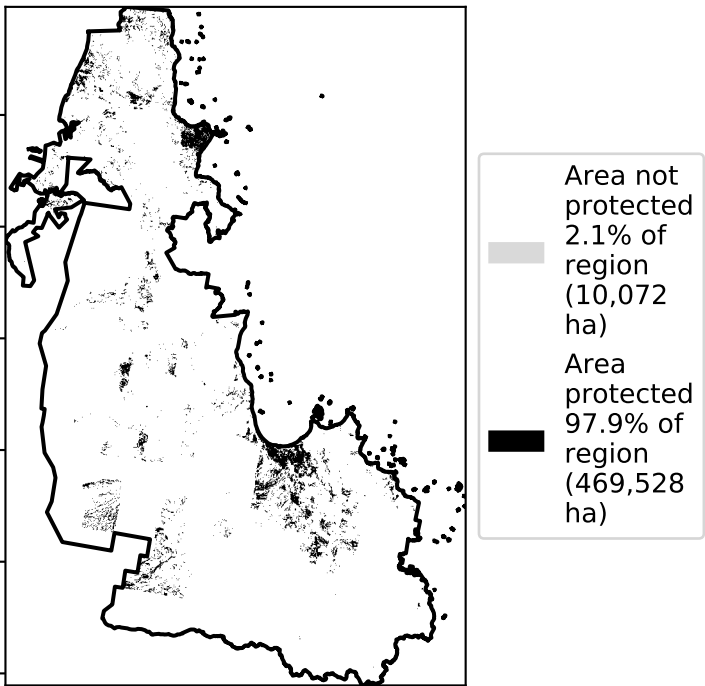 Area not
protected
2.1% of
region
(10,072
ha)
Area
protected
97.9% of
region
(469,528
ha)